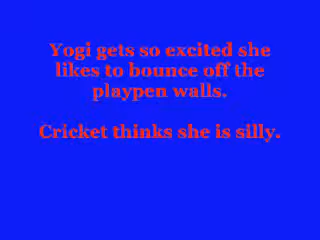 Yogi gets so excited she
likes to bounce off the
playpen walls.
Cricket thinks she is silly.